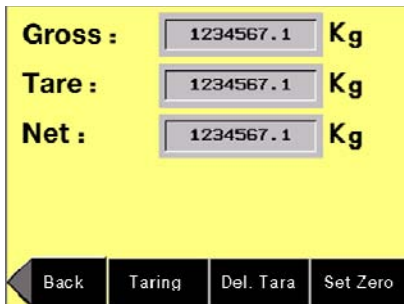 Gross : 1234567.1 Kg
Tare : 1234567.1 Kg
Net : 1234567.1 Kg
Back Taring Del. Tara Set Zero